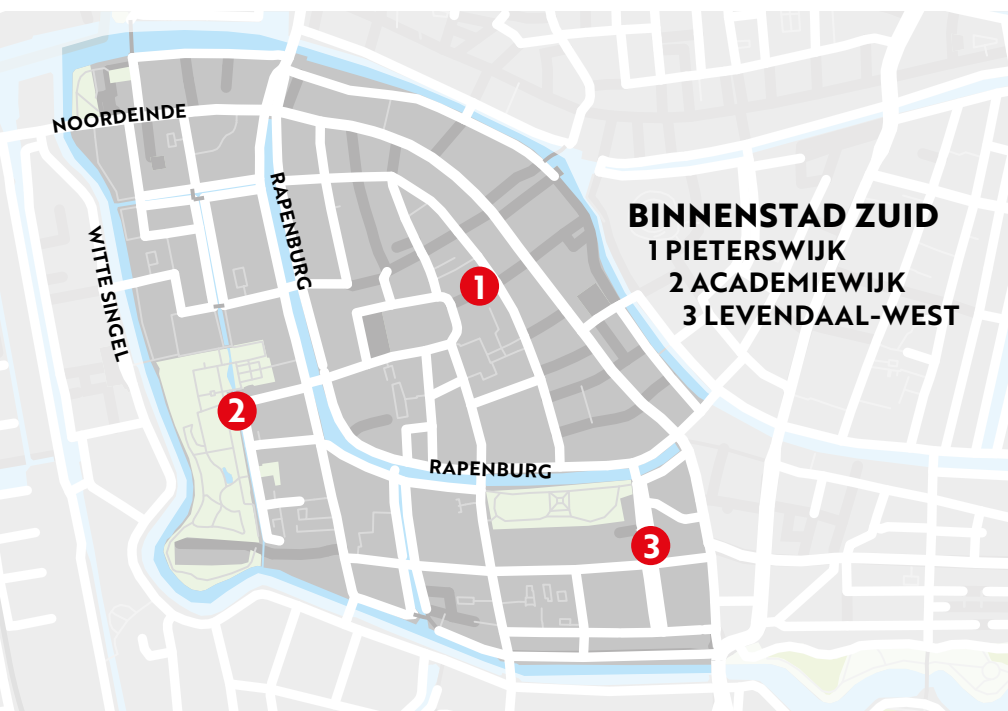 NOORDEINDE
RAPENBURG
WITTE SINGEL
BINNENSTAD ZUID
1 PIETERSWIJK
2 ACADEMIEWIJK
3 LEVENDAAL-WEST
1
2
RAPENBURG
3